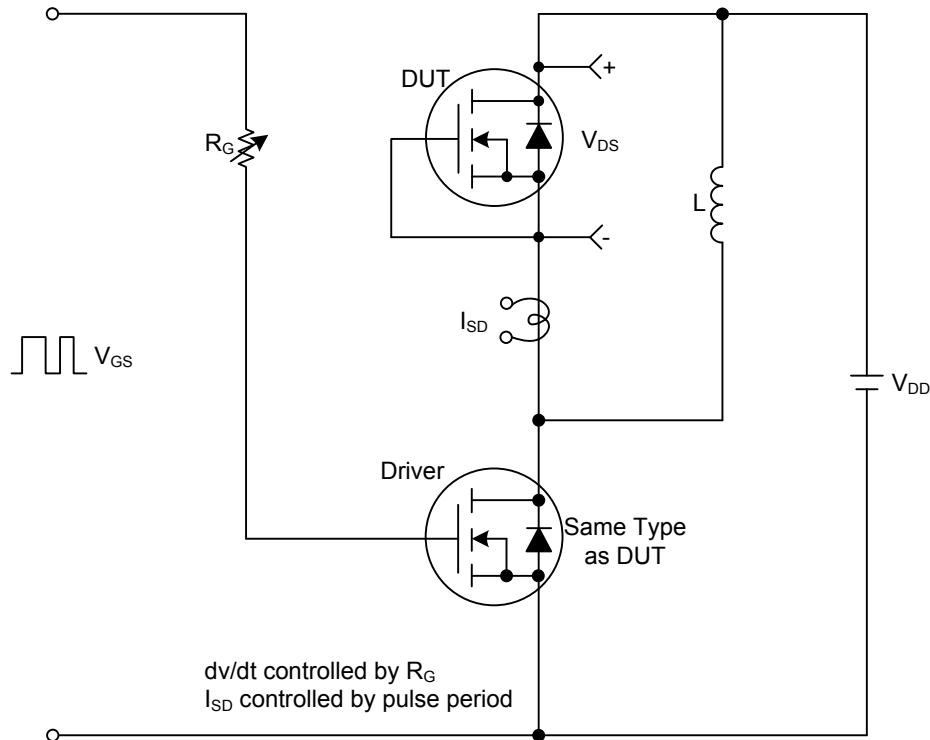 DUT
+
R_G
V_DS
L
-
I_SD
V_GS
V_DD
Driver
Same Type
as DUT
dv/dt controlled by R_G
I_SD controlled by pulse period